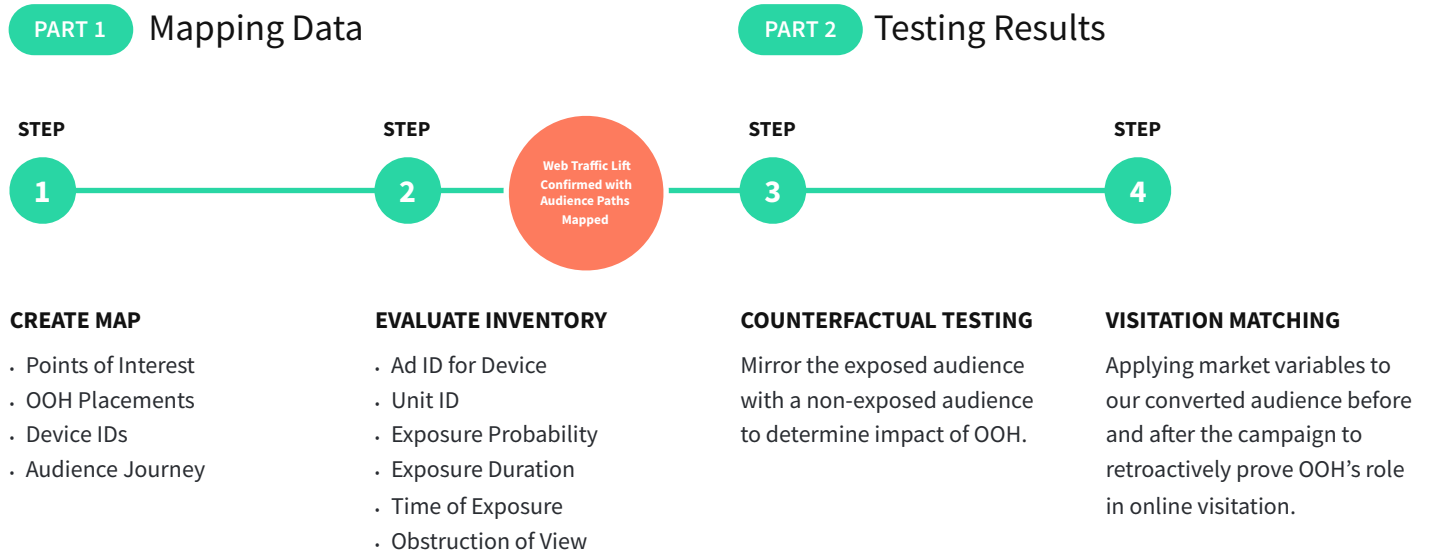 PART 1 Mapping Data
PART 2 Testing Results
STEP
1
STEP
2
Web Traffic Lift
Confirmed with
Audience Paths
Mapped
STEP
3
STEP
4
CREATE MAP
· Points of Interest
· OOH Placements
· Device IDs
· Audience Journey
EVALUATE INVENTORY
· Ad ID for Device
· Unit ID
· Exposure Probability
· Exposure Duration
· Time of Exposure
· Obstruction of View
COUNTERFACTUAL TESTING
Mirror the exposed audience
with a non-exposed audience
to determine impact of OOH.
VISITATION MATCHING
Applying market variables to
our converted audience before
and after the campaign to
retroactively prove OOH’s role
in online visitation.